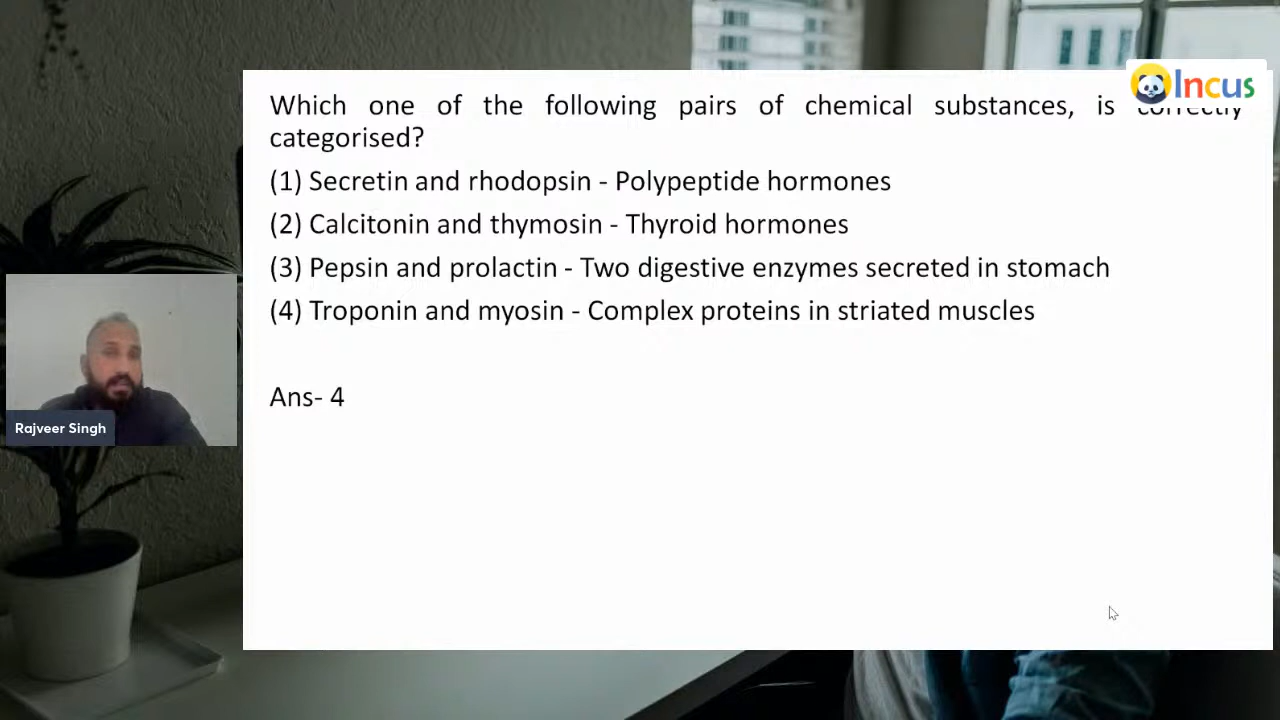 Incus
Which one of the following pairs of chemical substances, is correctly
categorised?
(1) Secretin and rhodopsin - Polypeptide hormones
(2) Calcitonin and thymosin - Thyroid hormones
(3) Pepsin and prolactin - Two digestive enzymes secreted in stomach
(4) Troponin and myosin - Complex proteins in striated muscles
Ans- 4
Rajveer Singh